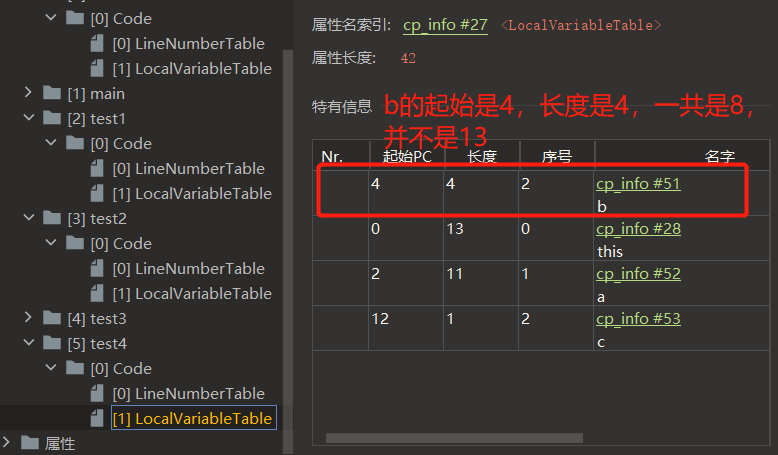 [0] Code
[0] LineNumberTable
[1] LocalVariableTable
[1] main
[2] test1
[0] Code
[0] LineNumberTable
[1] LocalVariableTable
[3] test2
[0] Code
[0] LineNumberTable
[1] LocalVariableTable
[4] test3
[5] test4
[0] Code
[0] LineNumberTable
[1] LocalVariableTable
属性
属性名索引: cp_info #27 <LocalVariableTable>
属性长度: 42
特有信息
b的起始是4，长度是4，一共是8，
并不是13
Nr. 起始PC 长度 序号 名字
4 4 2 cp_info #51
b
0 13 0 cp_info #28
this
2 11 1 cp_info #52
a
12 1 2 cp_info #53
c